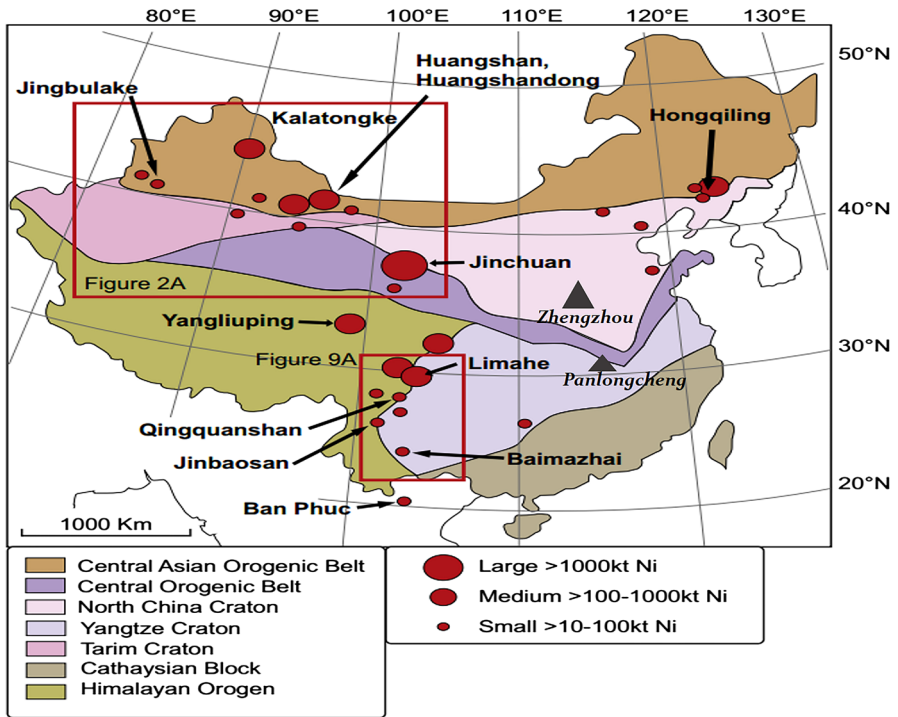 80°E
90°E
100°E
110°E
120°E
130°E
50°N
Huangshan,
Huangshandong
Jingbulake
Kalatongke
Hongqiling
40°N
Jinchuan
Figure 2A
Zhengzhou
Yangliuping
30°N
Figure 9A
Limahe
Panlongcheng
Qingquanshan
Jinbaosan
Baimazhai
20°N
Ban Phuc
1000 Km
Central Asian Orogenic Belt
Central Orogenic Belt
North China Craton
Yangtze Craton
Tarim Craton
Cathaysian Block
Himalayan Orogen
Large >1000kt Ni
Medium >100-1000kt Ni
Small >10-100kt Ni